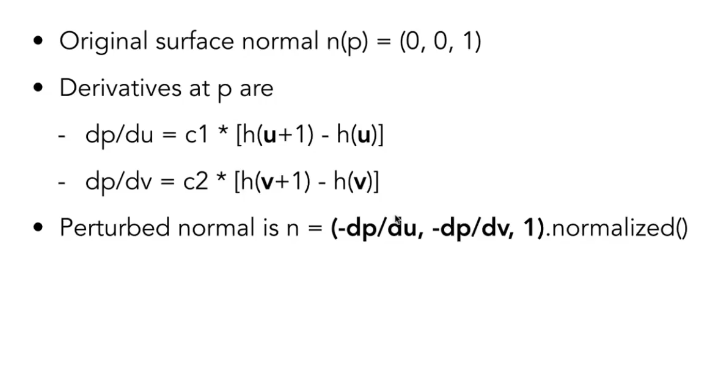 • Original surface normal n(p) = (0, 0, 1)
• Derivatives at p are
- dp/du = c1 * [h(u+1) - h(u)]
- dp/dv = c2 * [h(v+1) - h(v)]
• Perturbed normal is n = (-dp/du, -dp/dv, 1).normalized()